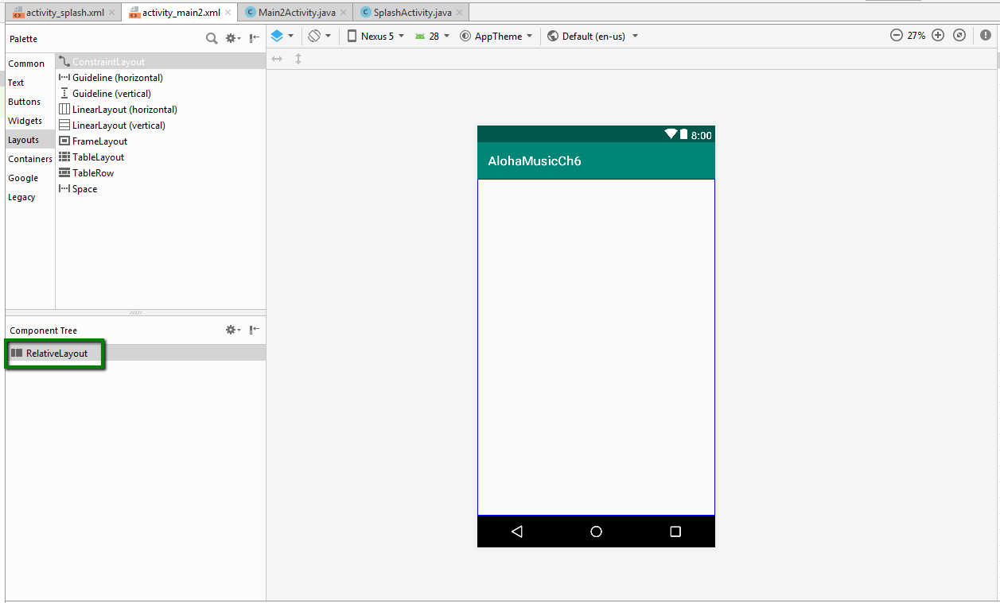 activity_splash.xml activity_main2.xml Main2Activity.java SplashActivity.java
Palette
Nexus 5 28 AppTheme Default (en-us) 27%
Common
Text
Buttons
Widgets
Layouts
Containers
Google
Legacy
ConstraintLayout
Guideline (horizontal)
Guideline (vertical)
LinearLayout (horizontal)
LinearLayout (vertical)
FrameLayout
TableLayout
TableRow
Space
Component Tree
RelativeLayout
8:00
AlohaMusicCh6